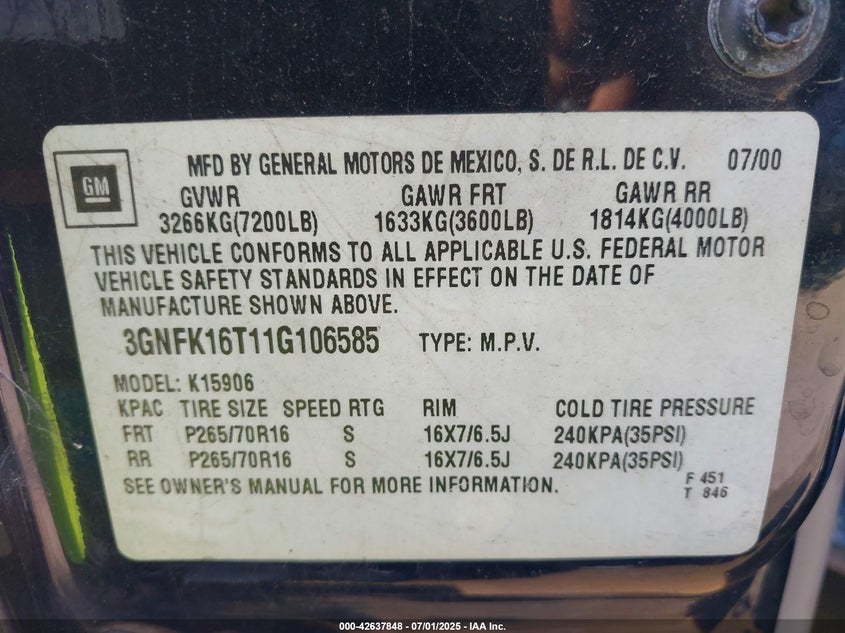 GM
MFD BY GENERAL MOTORS DE MEXICO, S. DE R.L. DE C.V. 07/00
GVWR GAWR FRT GAWR RR
3266KG(7200LB) 1633KG(3600LB) 1814KG(4000LB)
THIS VEHICLE CONFORMS TO ALL APPLICABLE U.S. FEDERAL MOTOR
VEHICLE SAFETY STANDARDS IN EFFECT ON THE DATE OF
MANUFACTURE SHOWN ABOVE.
3GNFK16T11G106585 TYPE: M.P.V.
MODEL: K15906
KPAC TIRE SIZE SPEED RTG RIM COLD TIRE PRESSURE
FRT P265/70R16 S 16X7/6.5J 240KPA(35PSI)
RR P265/70R16 S 16X7/6.5J 240KPA(35PSI)
SEE OWNER'S MANUAL FOR MORE INFORMATION.
F 451
T 846
000-42637848 - 07/01/2025 - IAA Inc.